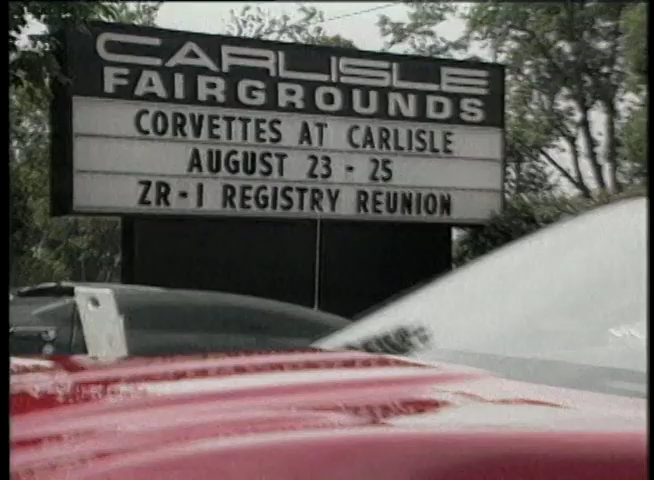 CARLISLE
FAIRGROUNDS
CORVETTES AT CARLISLE
AUGUST 23 - 25
ZR-1 REGISTRY REUNION